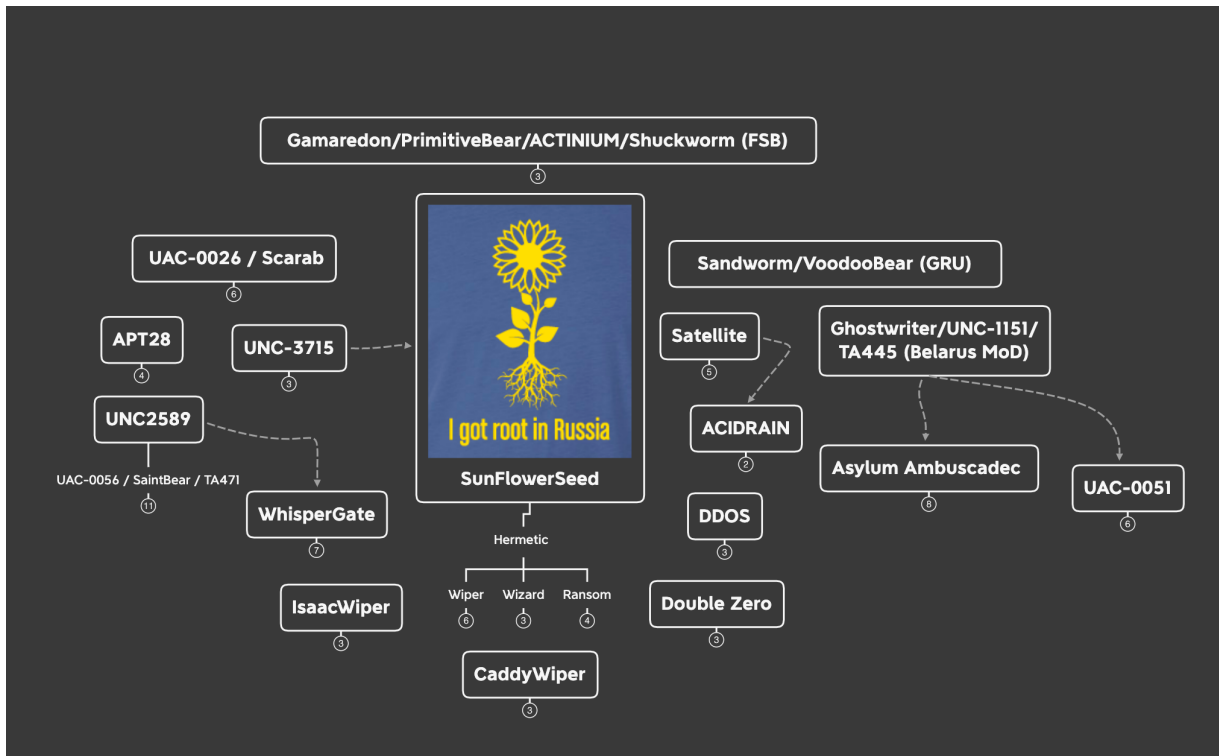 Gamaredon/PrimitiveBear/ACTINIUM/Shuckworm (FSB)
3
UAC-0026 / Scarab
6
Sandworm/VoodooBear (GRU)
APT28
4
UNC-3715
3
Satellite
5
Ghostwriter/UNC-1151/
TA445 (Belarus MoD)
UNC2589
UAC-0056 / SaintBear / TA471
11
I got root in Russia
SunFlowerSeed
ACIDRAIN
2
Asylum Ambuscadec
8
UAC-0051
6
WhisperGate
7
DDOS
3
Hermetic
Wiper
6
Wizard
3
Ransom
4
IsaacWiper
3
Double Zero
3
CaddyWiper
3